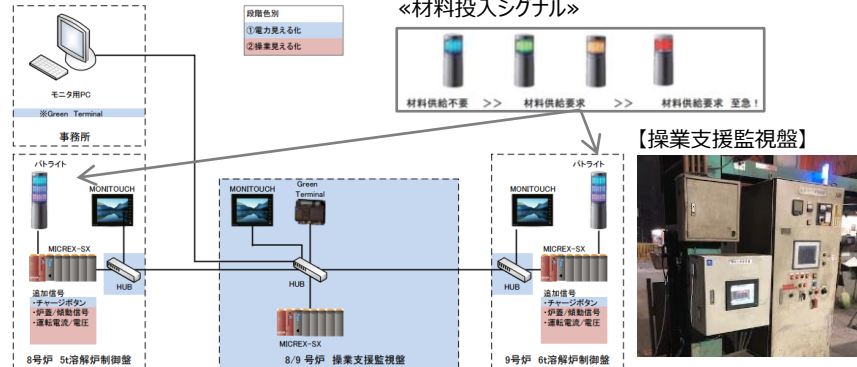 段階色別
①電力見える化
②操業見える化
≪材料投入シグナル≫
材料供給不要 >> 材料供給要求 >> 材料供給要求 至急！
モニタ用PC
※Green Terminal
事務所
【操業支援監視盤】
パトライト
MONITOUCH
MICREX-SX
HUB
追加信号
・チャージボタン
・炉蓋/傾動信号
・運転電流/電圧
8号炉 5t溶解炉制御盤
MONITOUCH
Green
Terminal
HUB
MICREX-SX
8/9 号炉 操業支援監視盤
パトライト
MONITOUCH
MICREX-SX
HUB
追加信号
・チャージボタン
・炉蓋/傾動信号
・運転電流/電圧
9号炉 6t溶解炉制御盤